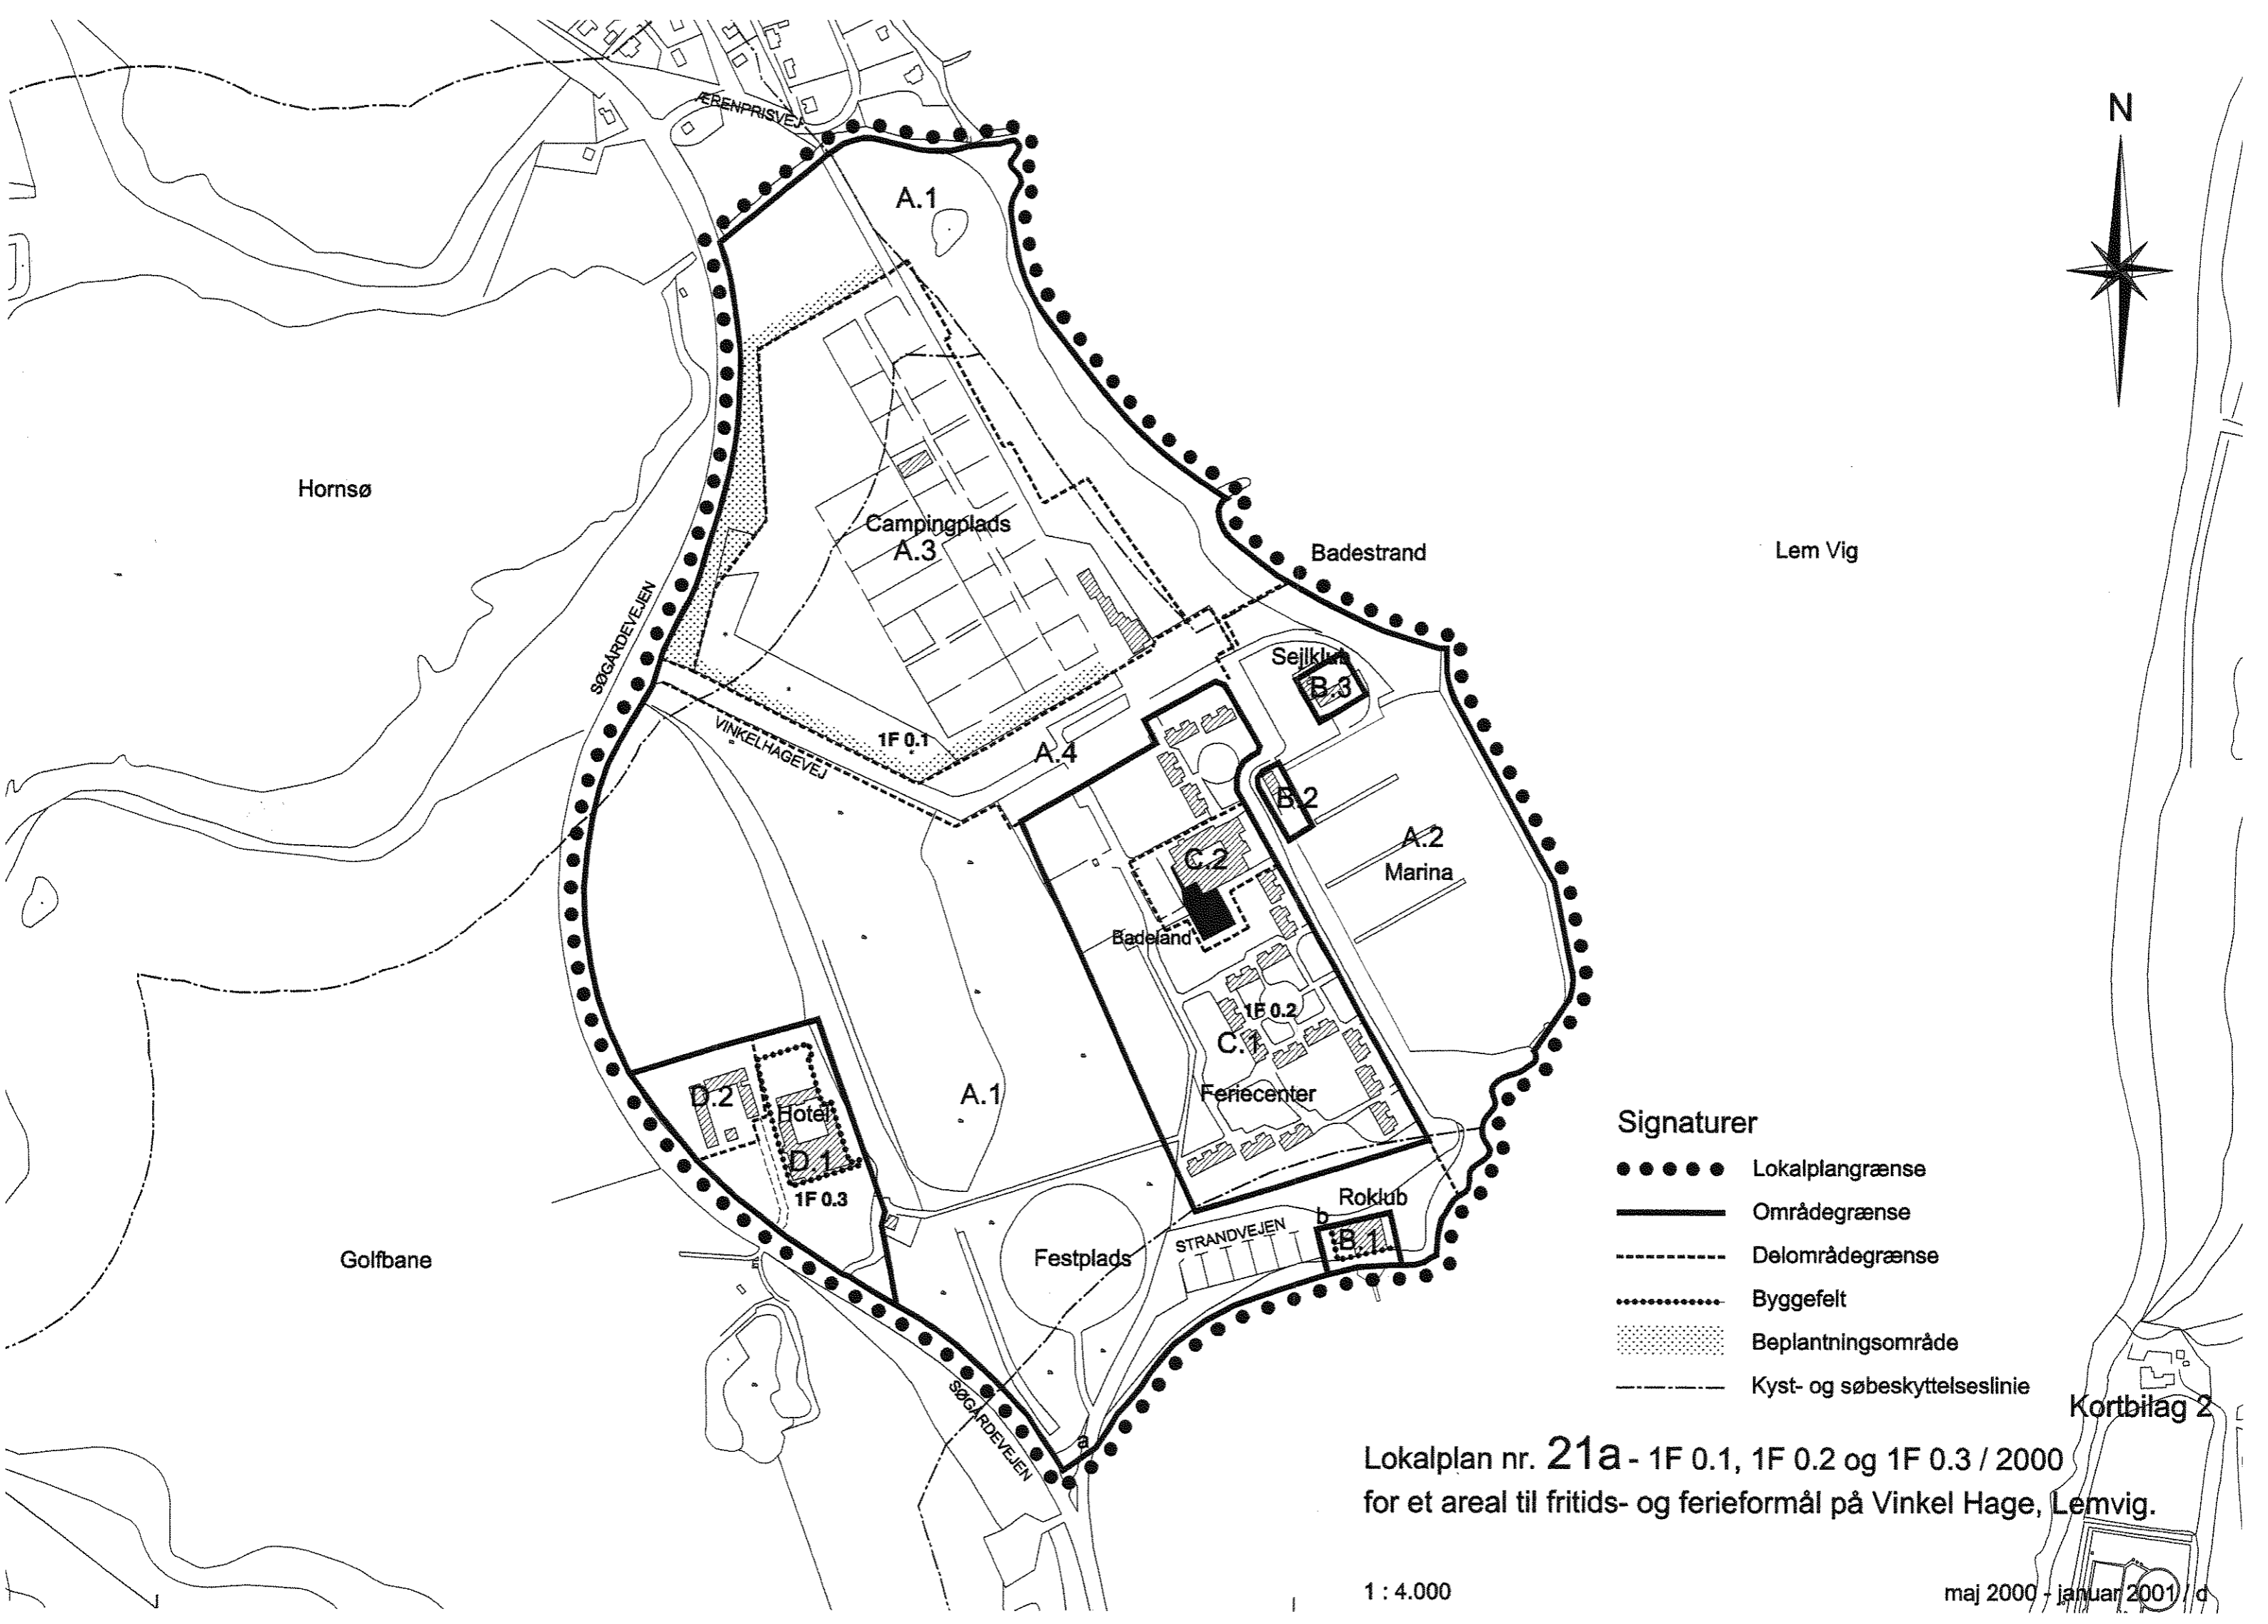 ÆRENPRISVEJ
N
A.1
Hornsø
Campingplads
A.3
Badestrand
Lem Vig
SØGÅRDEVEJEN
Sejlklub
B.3
VINKELHAGEVEJ
1F 0.1
A.4
B.2
A.2
Marina
C.2
Badeland
1F 0.2
C.1
Feriecenter
A.1
D.2
Hotel
D.1
1F 0.3
Golfbane
Festplads
STRANDVEJEN
Roklub
b
B.1
SØGÅRDEVEJEN
a
Signaturer
Lokalplangrænse
Områdegrænse
Delområdegrænse
Byggefelt
Beplantningsområde
Kyst- og søbeskyttelseslinie
Kortbilag 2
Lokalplan nr. 21a - 1F 0.1, 1F 0.2 og 1F 0.3 / 2000
for et areal til fritids- og ferieformål på Vinkel Hage, Lemvig.
1 : 4.000
maj 2000 - januar 2001 / d